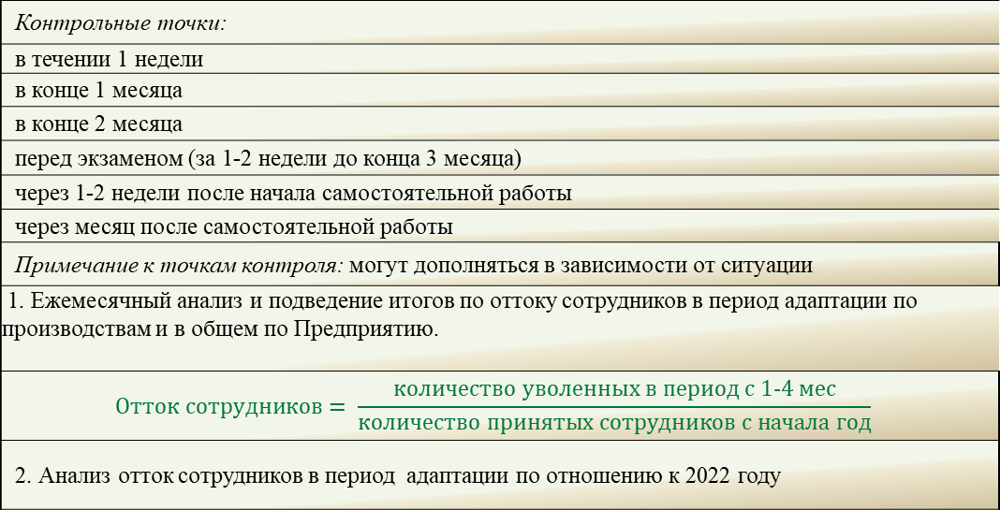 Контрольные точки:
в течении 1 недели
в конце 1 месяца
в конце 2 месяца
перед экзаменом (за 1-2 недели до конца 3 месяца)
через 1-2 недели после начала самостоятельной работы
через месяц после самостоятельной работы
Примечание к точкам контроля: могут дополняться в зависимости от ситуации
1. Ежемесячный анализ и подведение итогов по оттоку сотрудников в период адаптации по
производствам и в общем по Предприятию.
количество уволенных в период с 1-4 мес
Отток сотрудников =
количество принятых сотрудников с начала год
2. Анализ отток сотрудников в период адаптации по отношению к 2022 году